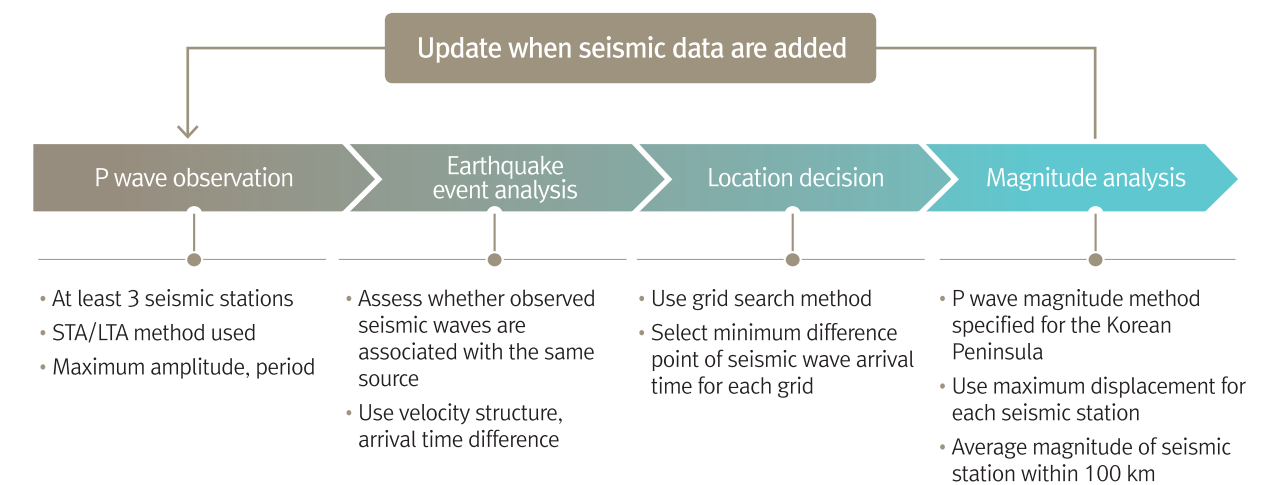 Update when seismic data are added
P wave observation
Earthquake
event analysis
Location decision
Magnitude analysis
• At least 3 seismic stations
• STA/LTA method used
• Maximum amplitude, period
• Assess whether observed
seismic waves are
associated with the same
source
• Use velocity structure,
arrival time difference
• Use grid search method
• Select minimum difference
point of seismic wave arrival
time for each grid
• P wave magnitude method
specified for the Korean
Peninsula
• Use maximum displacement for
each seismic station
• Average magnitude of seismic
station within 100 km